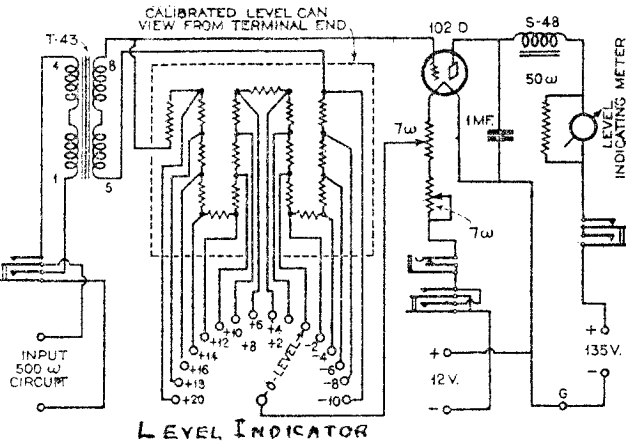 CALIBRATED LEVEL CAN
VIEW FROM TERMINAL END
T-43
4
8
1
5
102 D
S-48
50ω
LEVEL
INDICATING METER
1MF.
7ω
7ω
INPUT
500 ω
CIRCUIT
+20
+18
+16
+14
+12
+10
+8
+6
+4
+2
0-LEVEL
-2
-4
-6
-8
-10
+
12V.
-
G
+
135V.
-
LEVEL INDICATOR